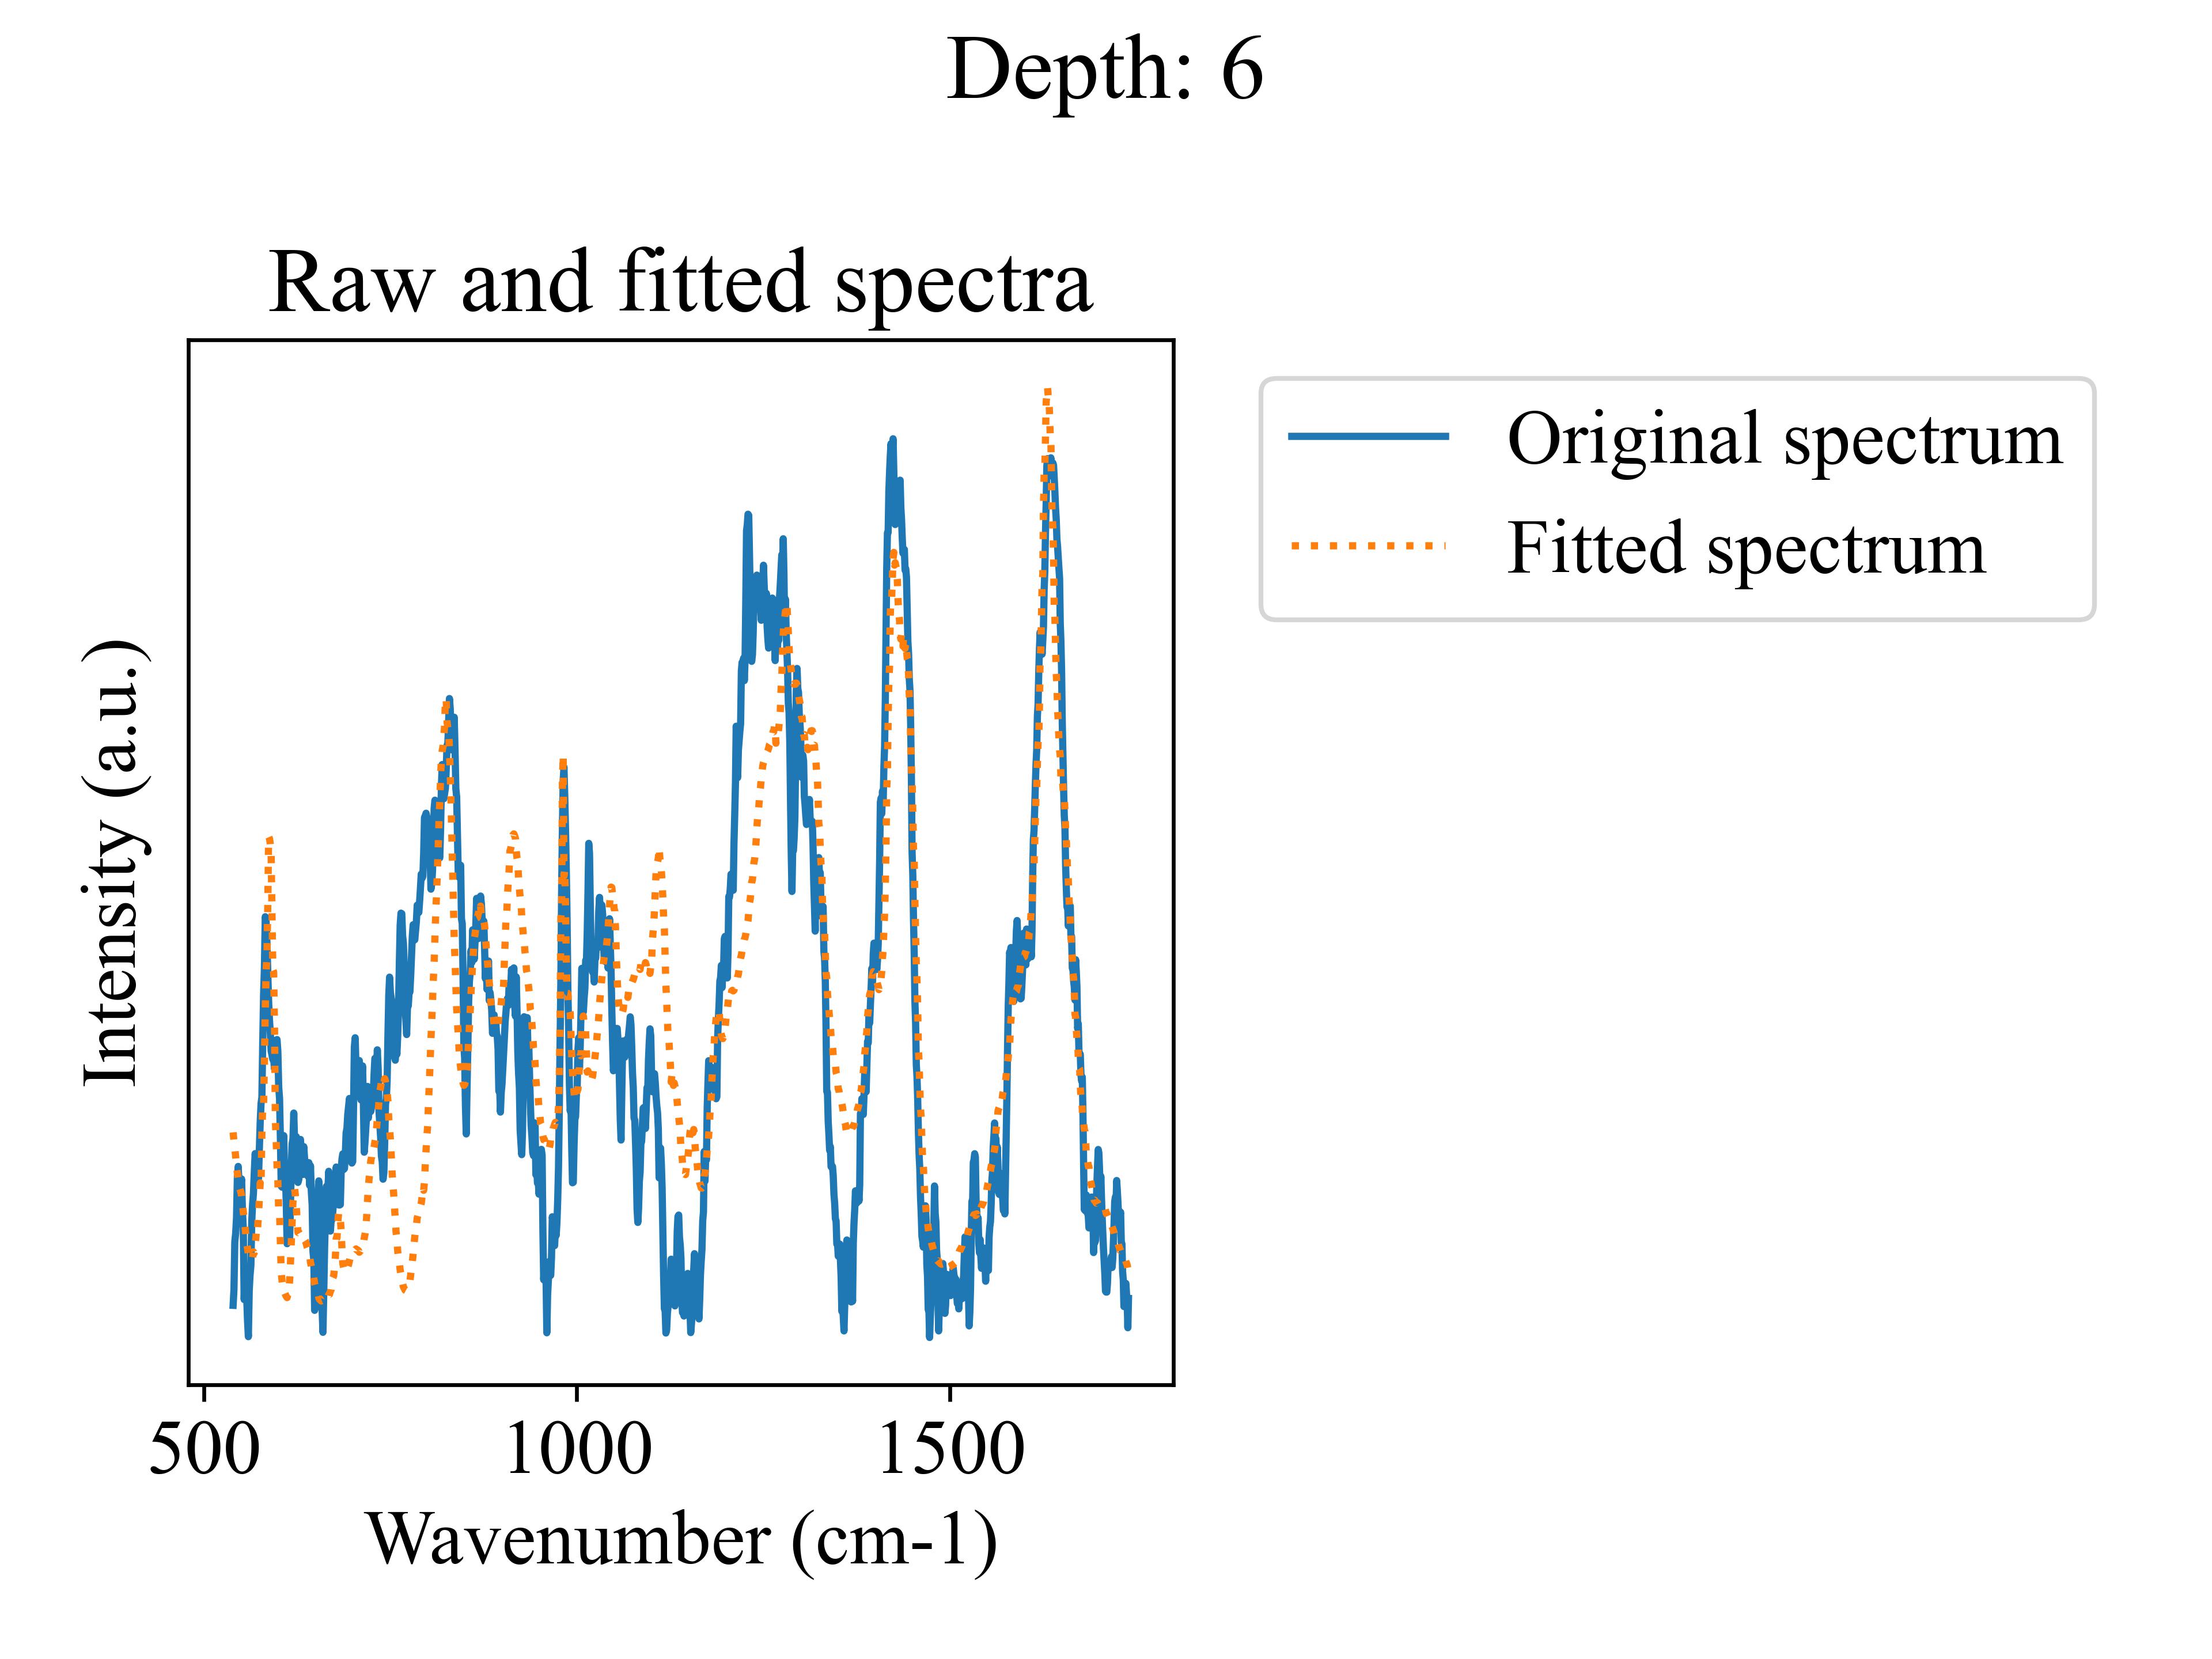 Depth: 6
Raw and fitted spectra
Original spectrum
Fitted spectrum
Intensity (a.u.)
500 1000 1500
Wavenumber (cm-1)